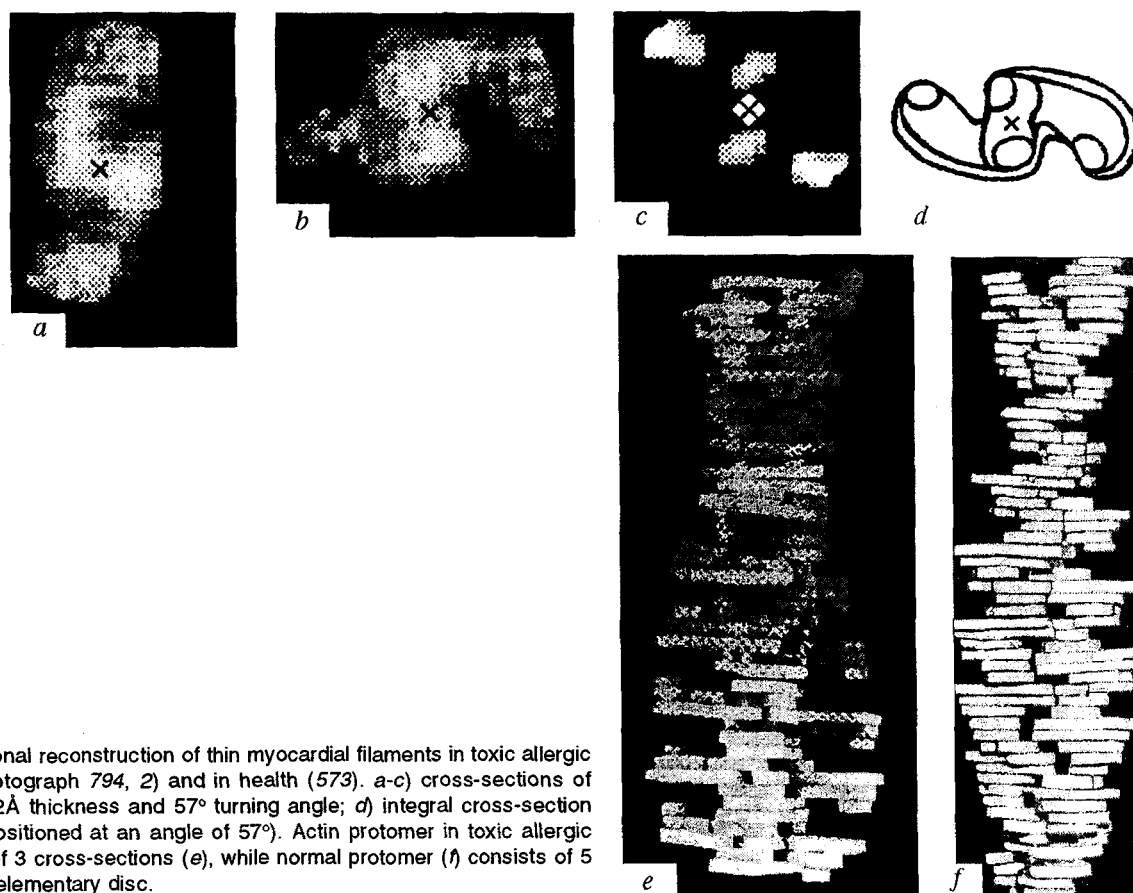 a
b
c
d
e
f
onal reconstruction of thin myocardial filaments in toxic allergic
otograph 794, 2) and in health (573). a-c) cross-sections of
2Å thickness and 57° turning angle; d) integral cross-section
ositioned at an angle of 57°). Actin protomer in toxic allergic
f 3 cross-sections (e), while normal protomer (f) consists of 5
elementary disc.